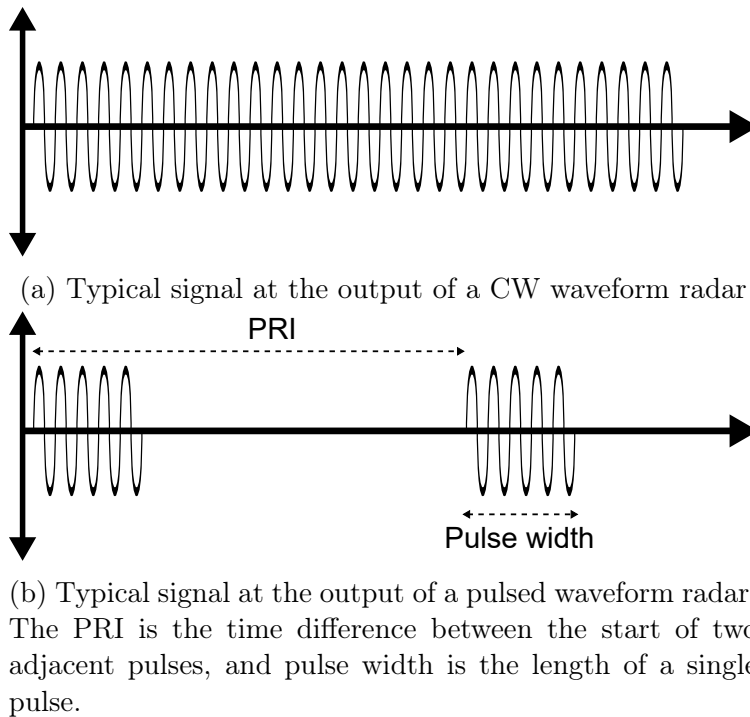 (a) Typical signal at the output of a CW waveform radar
PRI
Pulse width
(b) Typical signal at the output of a pulsed waveform radar
The PRI is the time difference between the start of two
adjacent pulses, and pulse width is the length of a single
pulse.